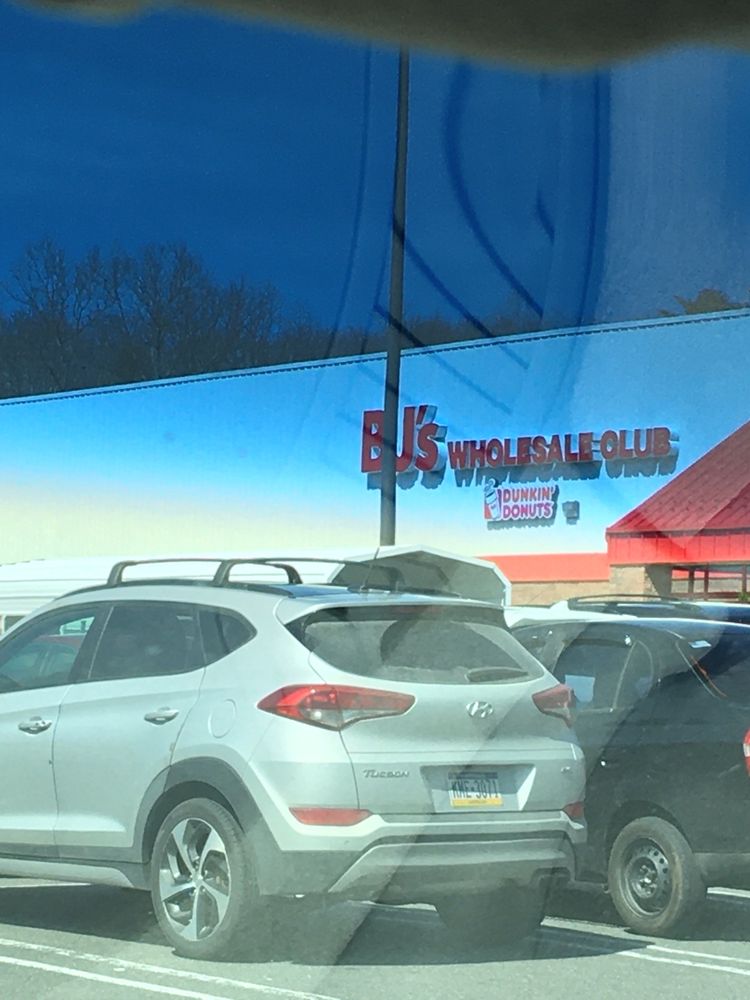 BJ's WHOLESALE CLUB
DUNKIN'
DONUTS
TUCSON